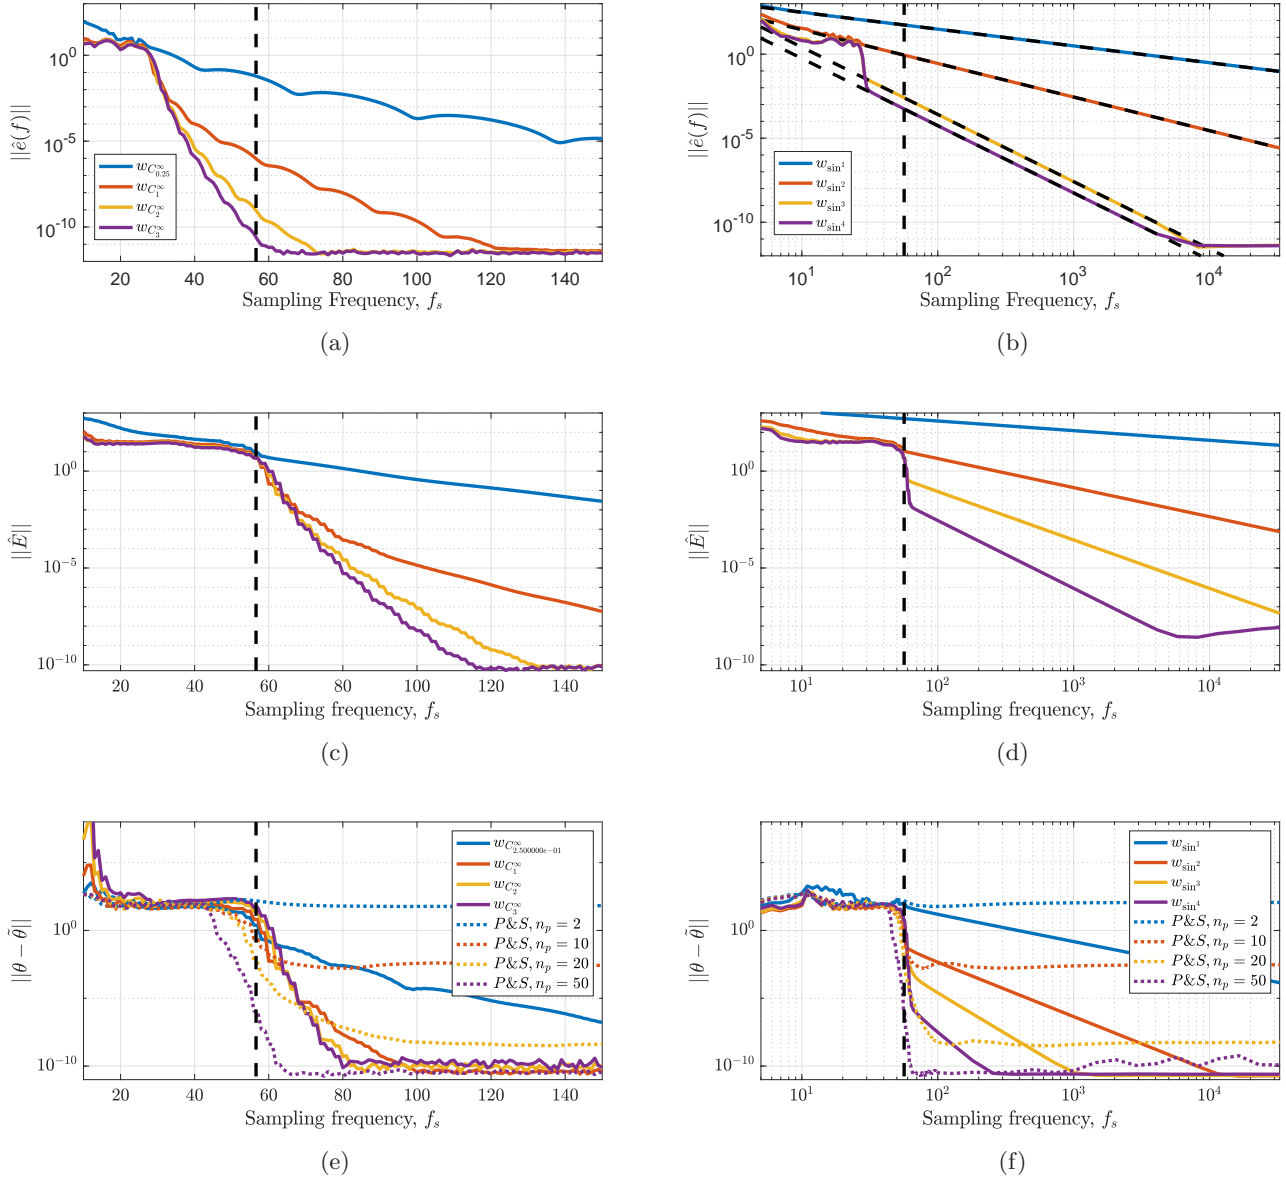 ||ê(f)||
10^0
10^-5
10^-10
w_{C^∞_{0.25}}
w_{C^∞_1}
w_{C^∞_2}
w_{C^∞_3}
20 40 60 80 100 120 140
Sampling Frequency, f_s
(a)
||ê(f)||
10^0
10^-5
10^-10
w_{sin^1}
w_{sin^2}
w_{sin^3}
w_{sin^4}
10^1 10^2 10^3 10^4
Sampling Frequency, f_s
(b)
||Ê||
10^0
10^-5
10^-10
20 40 60 80 100 120 140
Sampling frequency, f_s
(c)
||Ê||
10^0
10^-5
10^-10
10^1 10^2 10^3 10^4
Sampling frequency, f_s
(d)
||θ − θ̃||
10^0
10^-10
w_{C^∞_{2.500000e−01}}
w_{C^∞_1}
w_{C^∞_2}
w_{C^∞_3}
P&S, n_p = 2
P&S, n_p = 10
P&S, n_p = 20
P&S, n_p = 50
20 40 60 80 100 120 140
Sampling frequency, f_s
(e)
||θ − θ̃||
10^0
10^-10
w_{sin^1}
w_{sin^2}
w_{sin^3}
w_{sin^4}
P&S, n_p = 2
P&S, n_p = 10
P&S, n_p = 20
P&S, n_p = 50
10^1 10^2 10^3 10^4
Sampling frequency, f_s
(f)